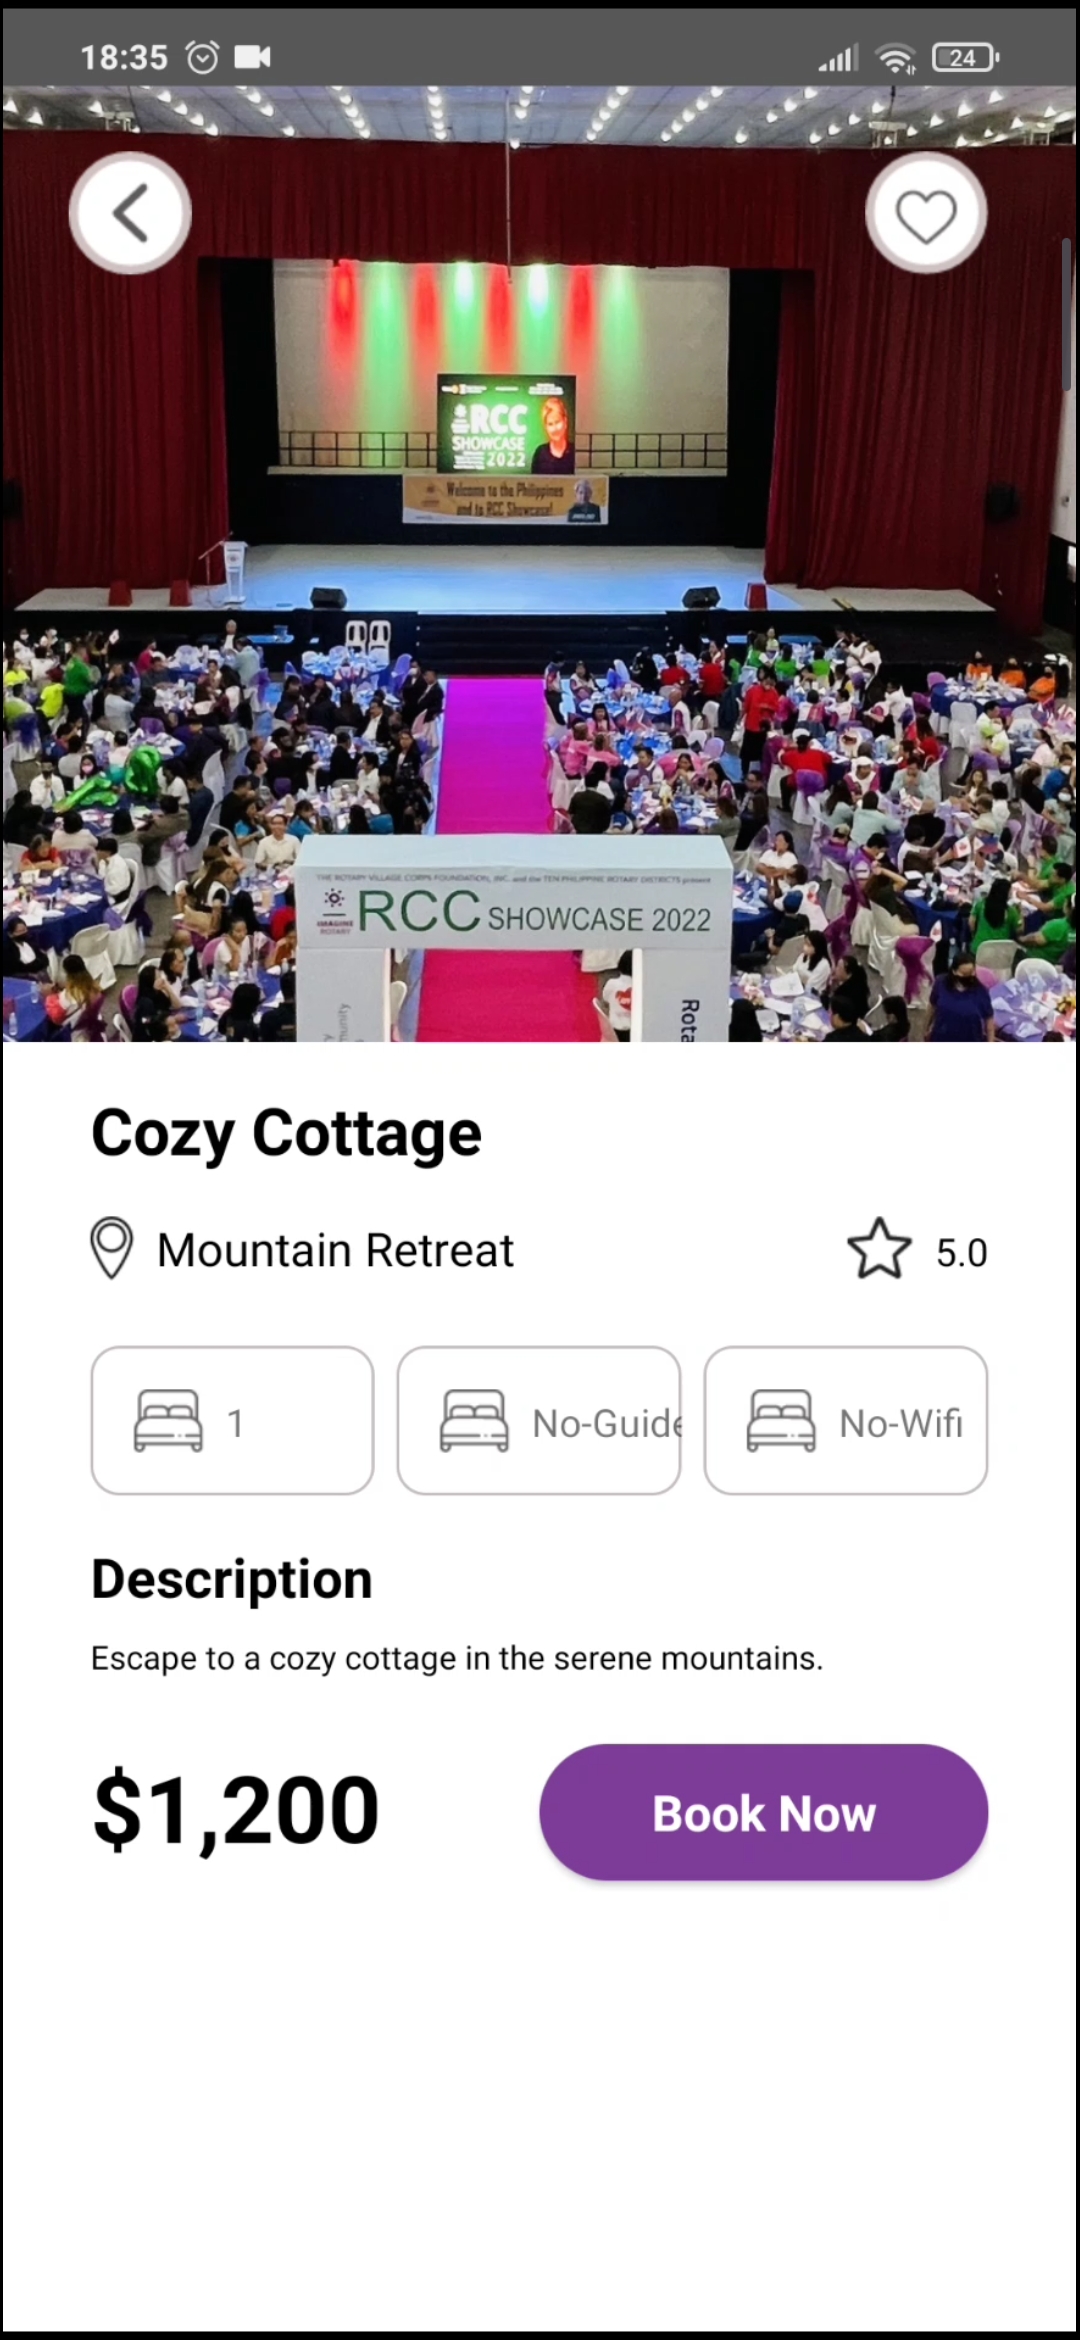 18:35
24
RCC
SHOWCASE
2022
Welcome to the Philippines
and to RCC Showcase!
THE ROTARY VILLAGE CORPS FOUNDATION, INC. and the TEN PHILIPPINE ROTARY DISTRICTS present
IMAGINE
ROTARY
RCC SHOWCASE 2022
Rota
Cozy Cottage
Mountain Retreat
5.0
1
No-Guide
No-Wifi
Description
Escape to a cozy cottage in the serene mountains.
$1,200
Book Now